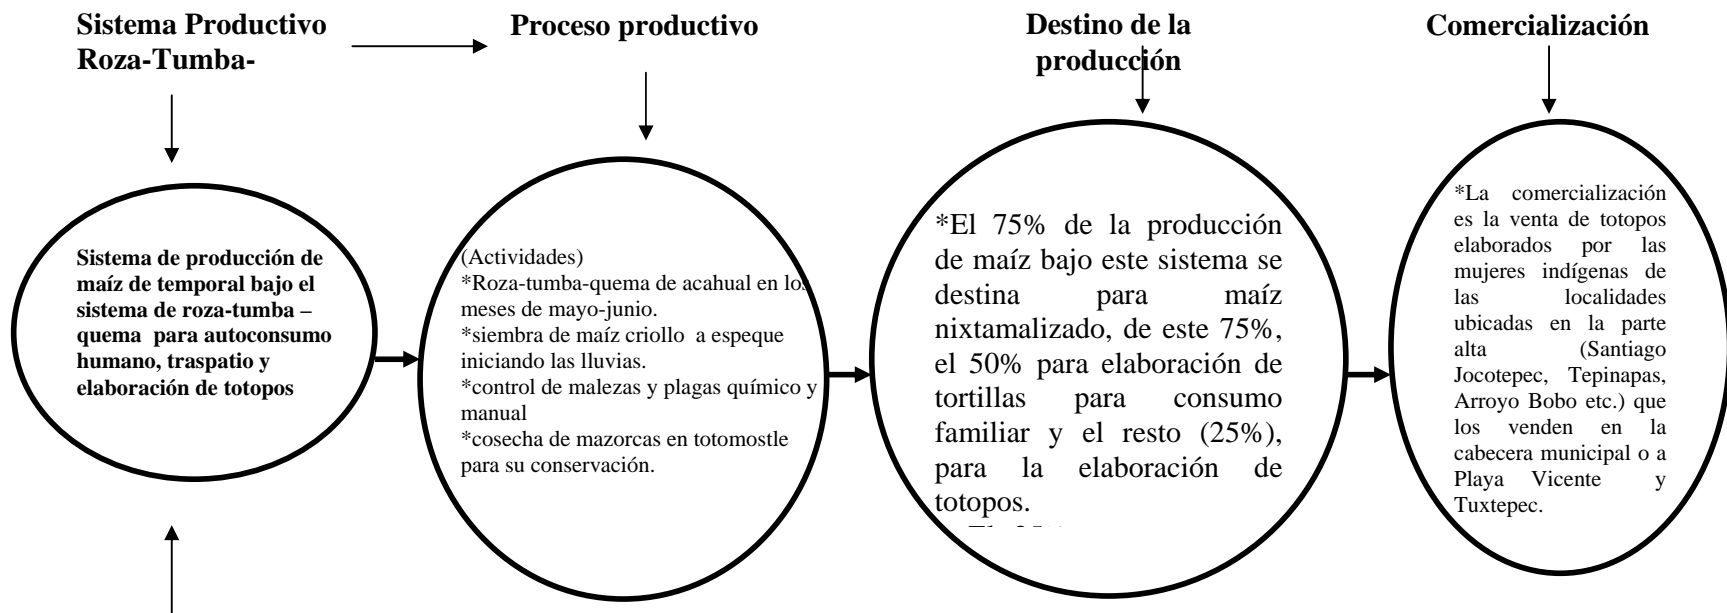 Sistema Productivo
Roza-Tumba-
Proceso productivo
Destino de la
producción
Comercialización
Sistema de producción de
maíz de temporal bajo el
sistema de roza-tumba –
quema para autoconsumo
humano, traspatio y
elaboración de totopos
(Actividades)
*Roza-tumba-quema de acahual en los
meses de mayo-junio.
*siembra de maíz criollo a espeque
iniciando las lluvias.
*control de malezas y plagas químico y
manual
*cosecha de mazorcas en totomostle
para su conservación.
*El 75% de la producción
de maíz bajo este sistema se
destina para maíz
nixtamalizado, de este 75%,
el 50% para elaboración de
tortillas para consumo
familiar y el resto (25%),
para la elaboración de
totopos.
*La comercialización
es la venta de totopos
elaborados por las
mujeres indígenas de
las localidades
ubicadas en la parte
alta (Santiago
Jocotepec, Tepinapas,
Arroyo Bobo etc.) que
los venden en la
cabecera municipal o a
Playa Vicente y
Tuxtepec.